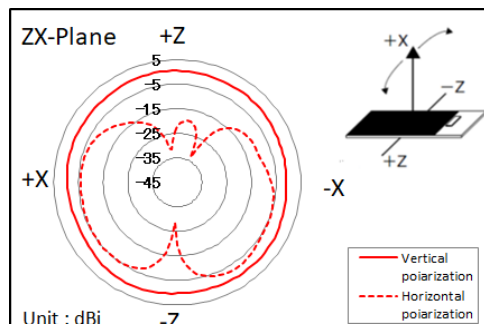 ZX-Plane
+Z
5
-5
-15
-25
-35
-45
+X
-X
-Z
Unit : dBi
+X
-Z
+Z
Vertical
poiarization
Horizontal
poiarization